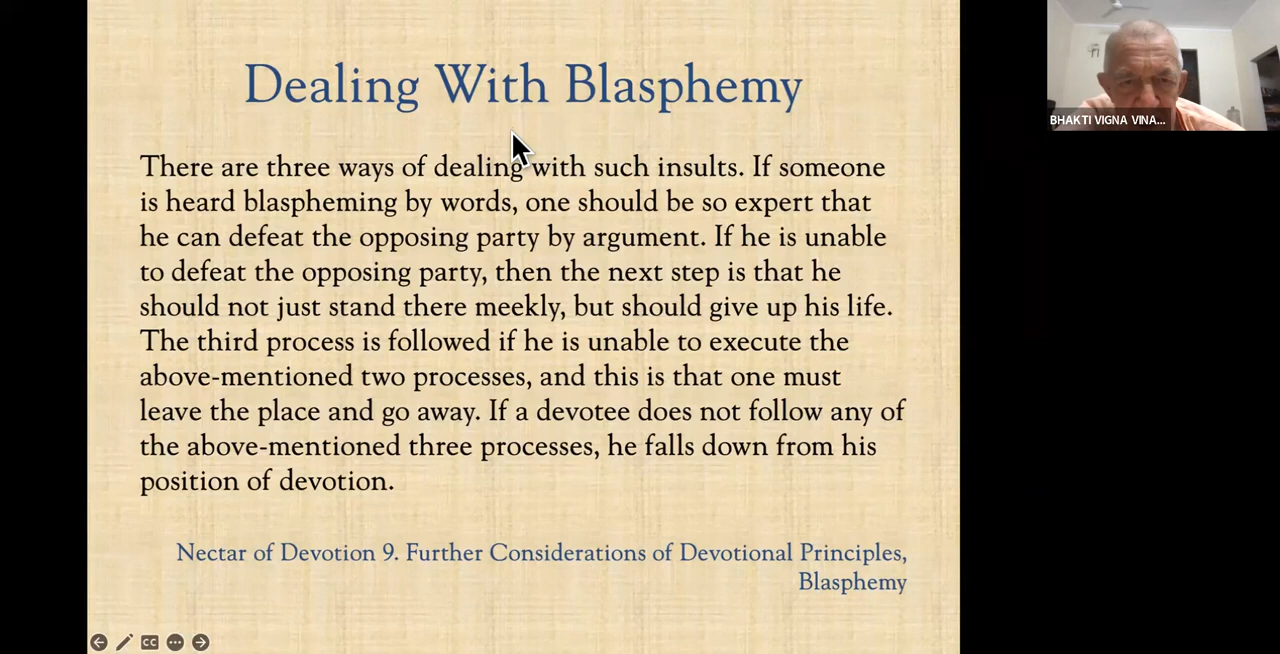 Dealing With Blasphemy
There are three ways of dealing with such insults. If someone
is heard blaspheming by words, one should be so expert that
he can defeat the opposing party by argument. If he is unable
to defeat the opposing party, then the next step is that he
should not just stand there meekly, but should give up his life.
The third process is followed if he is unable to execute the
above-mentioned two processes, and this is that one must
leave the place and go away. If a devotee does not follow any of
the above-mentioned three processes, he falls down from his
position of devotion.
Nectar of Devotion 9. Further Considerations of Devotional Principles,
Blasphemy
BHAKTI VIGNA VINA...
CC